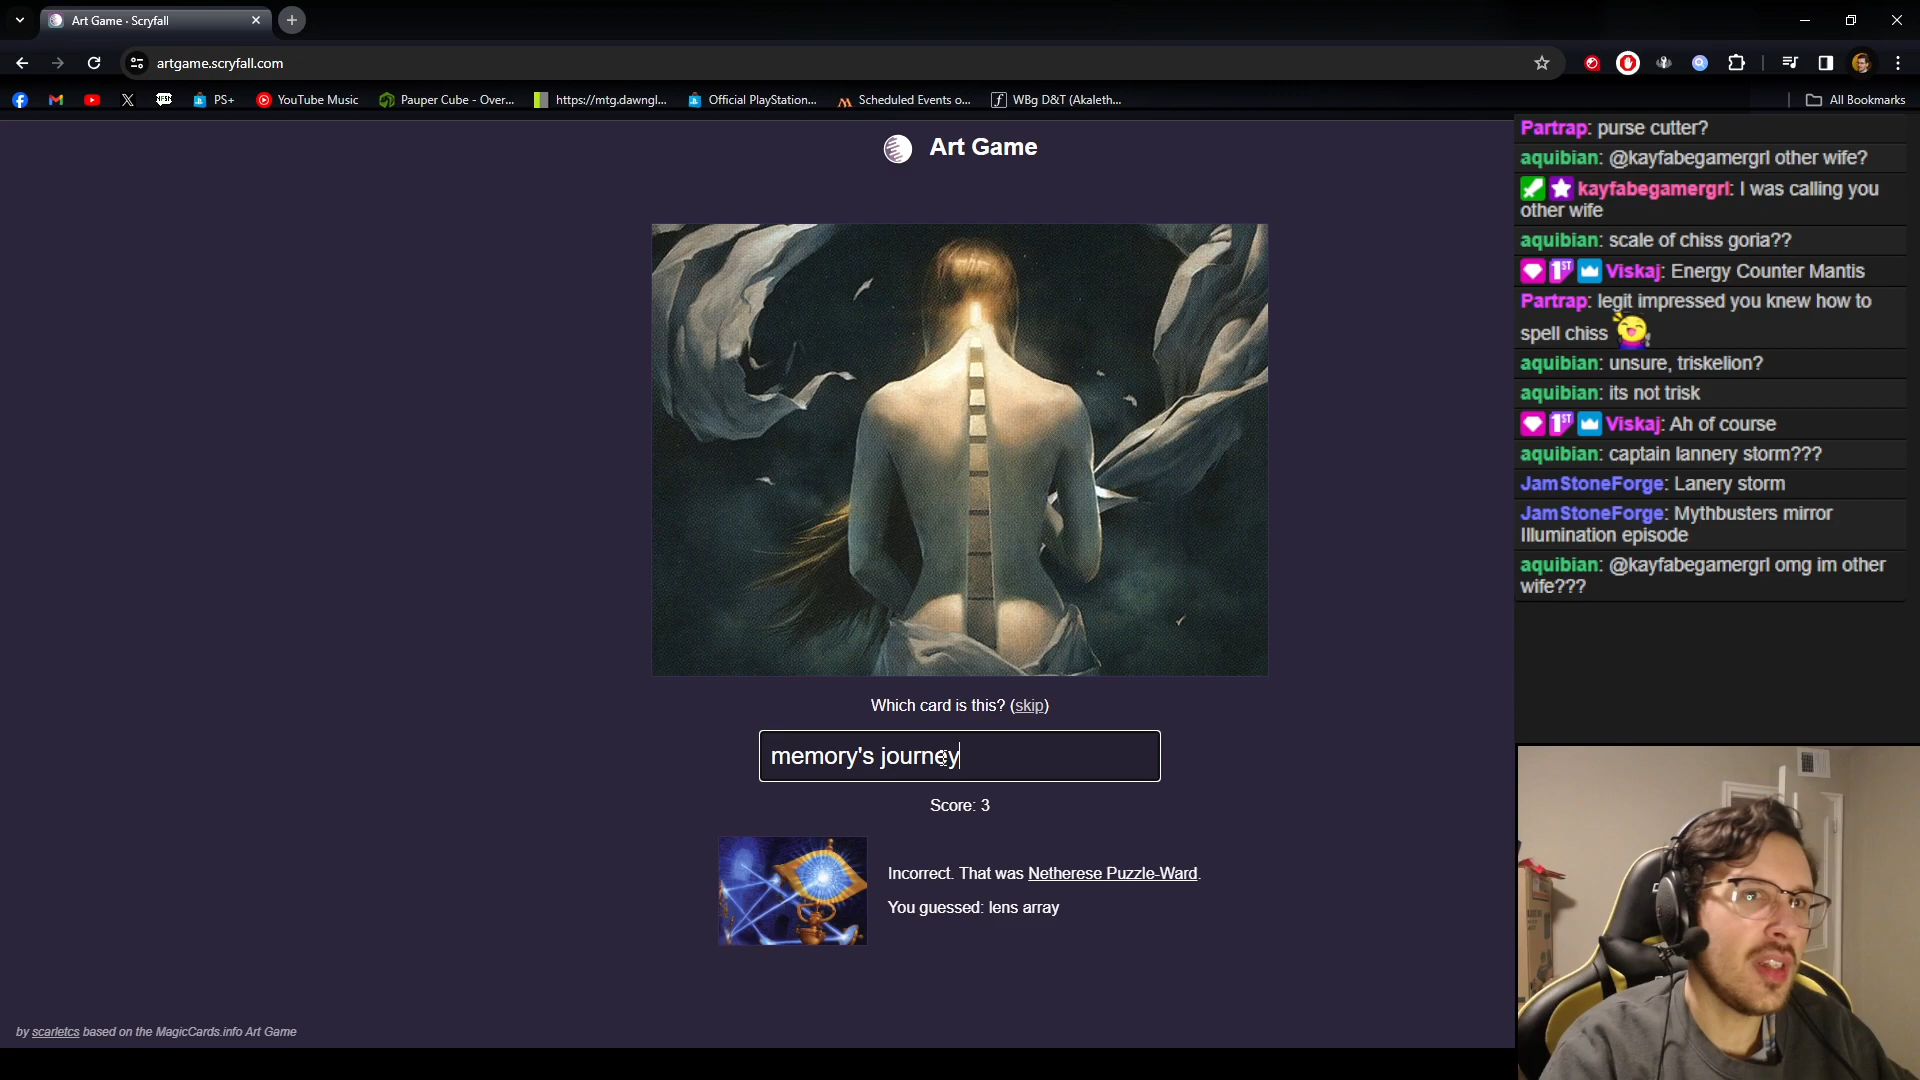 Art Game · Scryfall
artgame.scryfall.com
PS+
YouTube Music
Pauper Cube - Over...
https://mtg.dawngl...
Official PlayStation...
Scheduled Events o...
WBg D&T (Akaleth...
All Bookmarks
Art Game
Which card is this? (skip)
memory's journey
Score: 3
Incorrect. That was Netherese Puzzle-Ward.
You guessed: lens array
by scarletcs based on the MagicCards.info Art Game
Partrap: purse cutter?
aquibian: @kayfabegamergrl other wife?
kayfabegamergrl: I was calling you
other wife
aquibian: scale of chiss goria??
1ST Viskaj: Energy Counter Mantis
Partrap: legit impressed you knew how to
spell chiss
aquibian: unsure, triskelion?
aquibian: its not trisk
1ST Viskaj: Ah of course
aquibian: captain lannery storm???
JamStoneForge: Lanery storm
JamStoneForge: Mythbusters mirror
Illumination episode
aquibian: @kayfabegamergrl omg im other
wife???